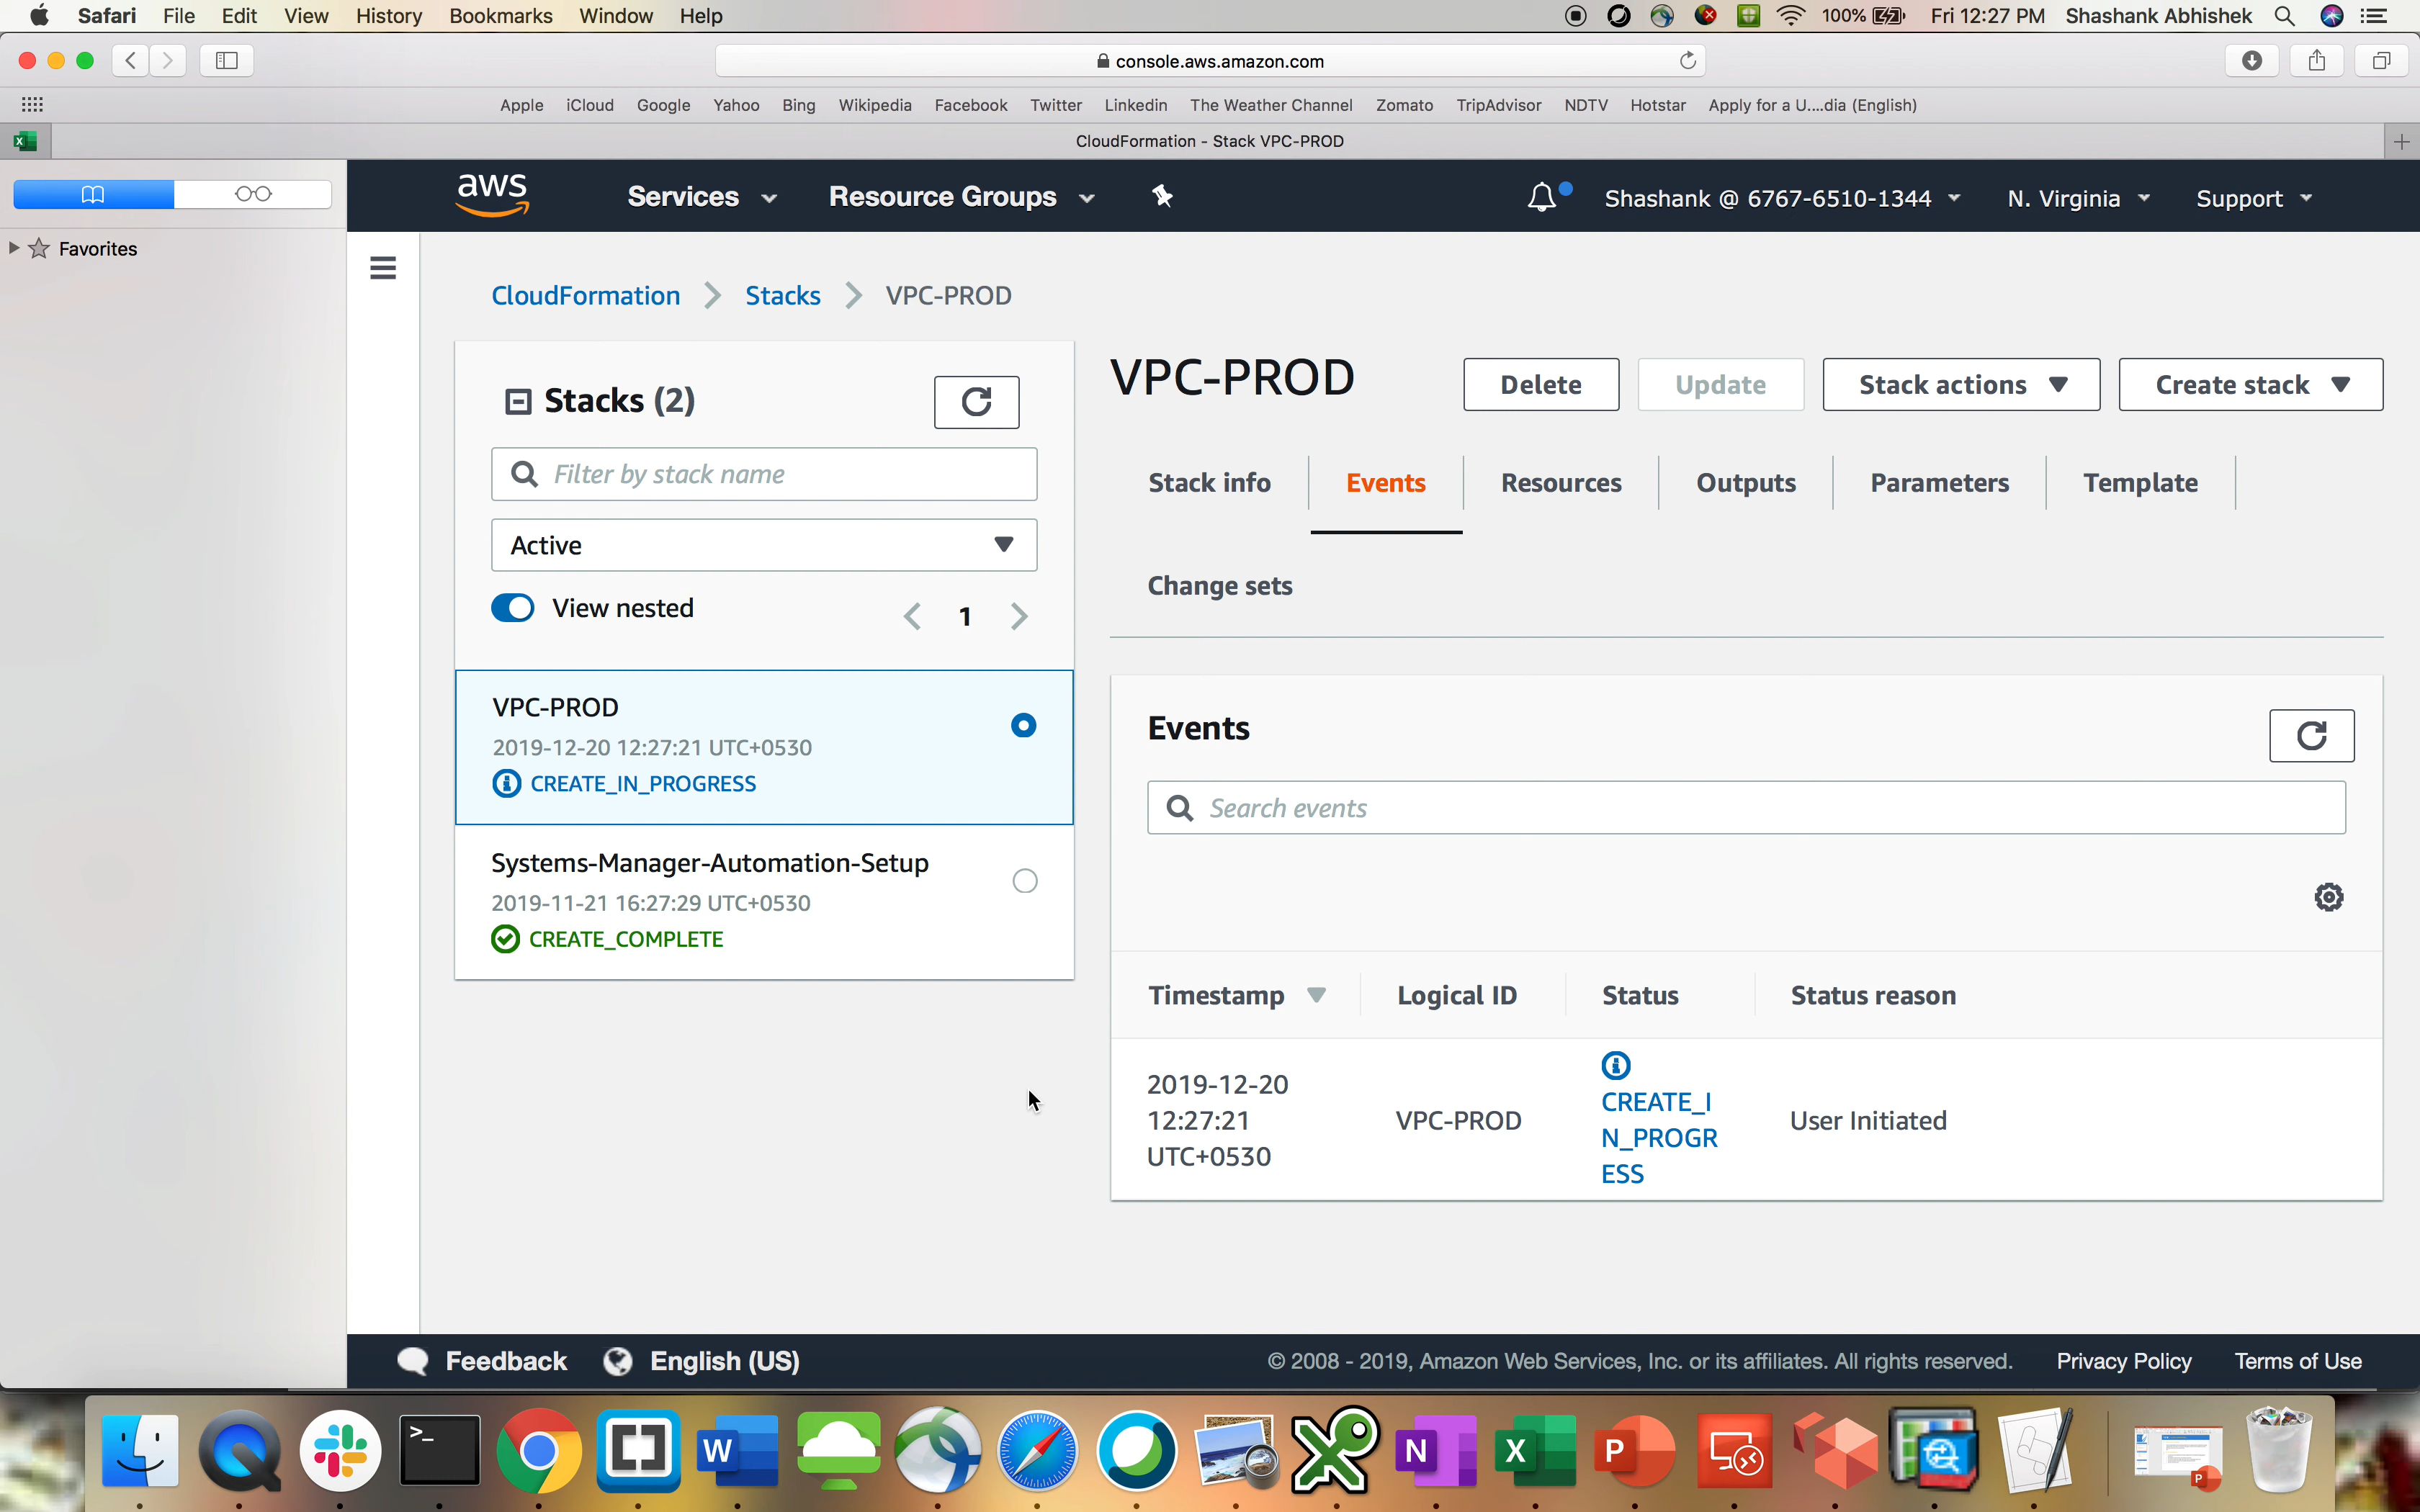 Safari File Edit View History Bookmarks Window Help 100% Fri 12:27 PM Shashank Abhishek
console.aws.amazon.com
Apple iCloud Google Yahoo Bing Wikipedia Facebook Twitter Linkedin The Weather Channel Zomato TripAdvisor NDTV Hotstar Apply for a U....dia (English)
CloudFormation - Stack VPC-PROD
Favorites
aws Services Resource Groups Shashank @ 6767-6510-1344 N. Virginia Support
CloudFormation > Stacks > VPC-PROD
Stacks (2)
Filter by stack name
Active
View nested
1
VPC-PROD
2019-12-20 12:27:21 UTC+0530
CREATE_IN_PROGRESS
Systems-Manager-Automation-Setup
2019-11-21 16:27:29 UTC+0530
CREATE_COMPLETE
VPC-PROD
Delete Update Stack actions Create stack
Stack info Events Resources Outputs Parameters Template
Change sets
Events
Search events
Timestamp Logical ID Status Status reason
2019-12-20
12:27:21
UTC+0530
VPC-PROD
CREATE_I
N_PROGR
ESS
User Initiated
Feedback English (US) © 2008 - 2019, Amazon Web Services, Inc. or its affiliates. All rights reserved. Privacy Policy Terms of Use
>_ W N X P